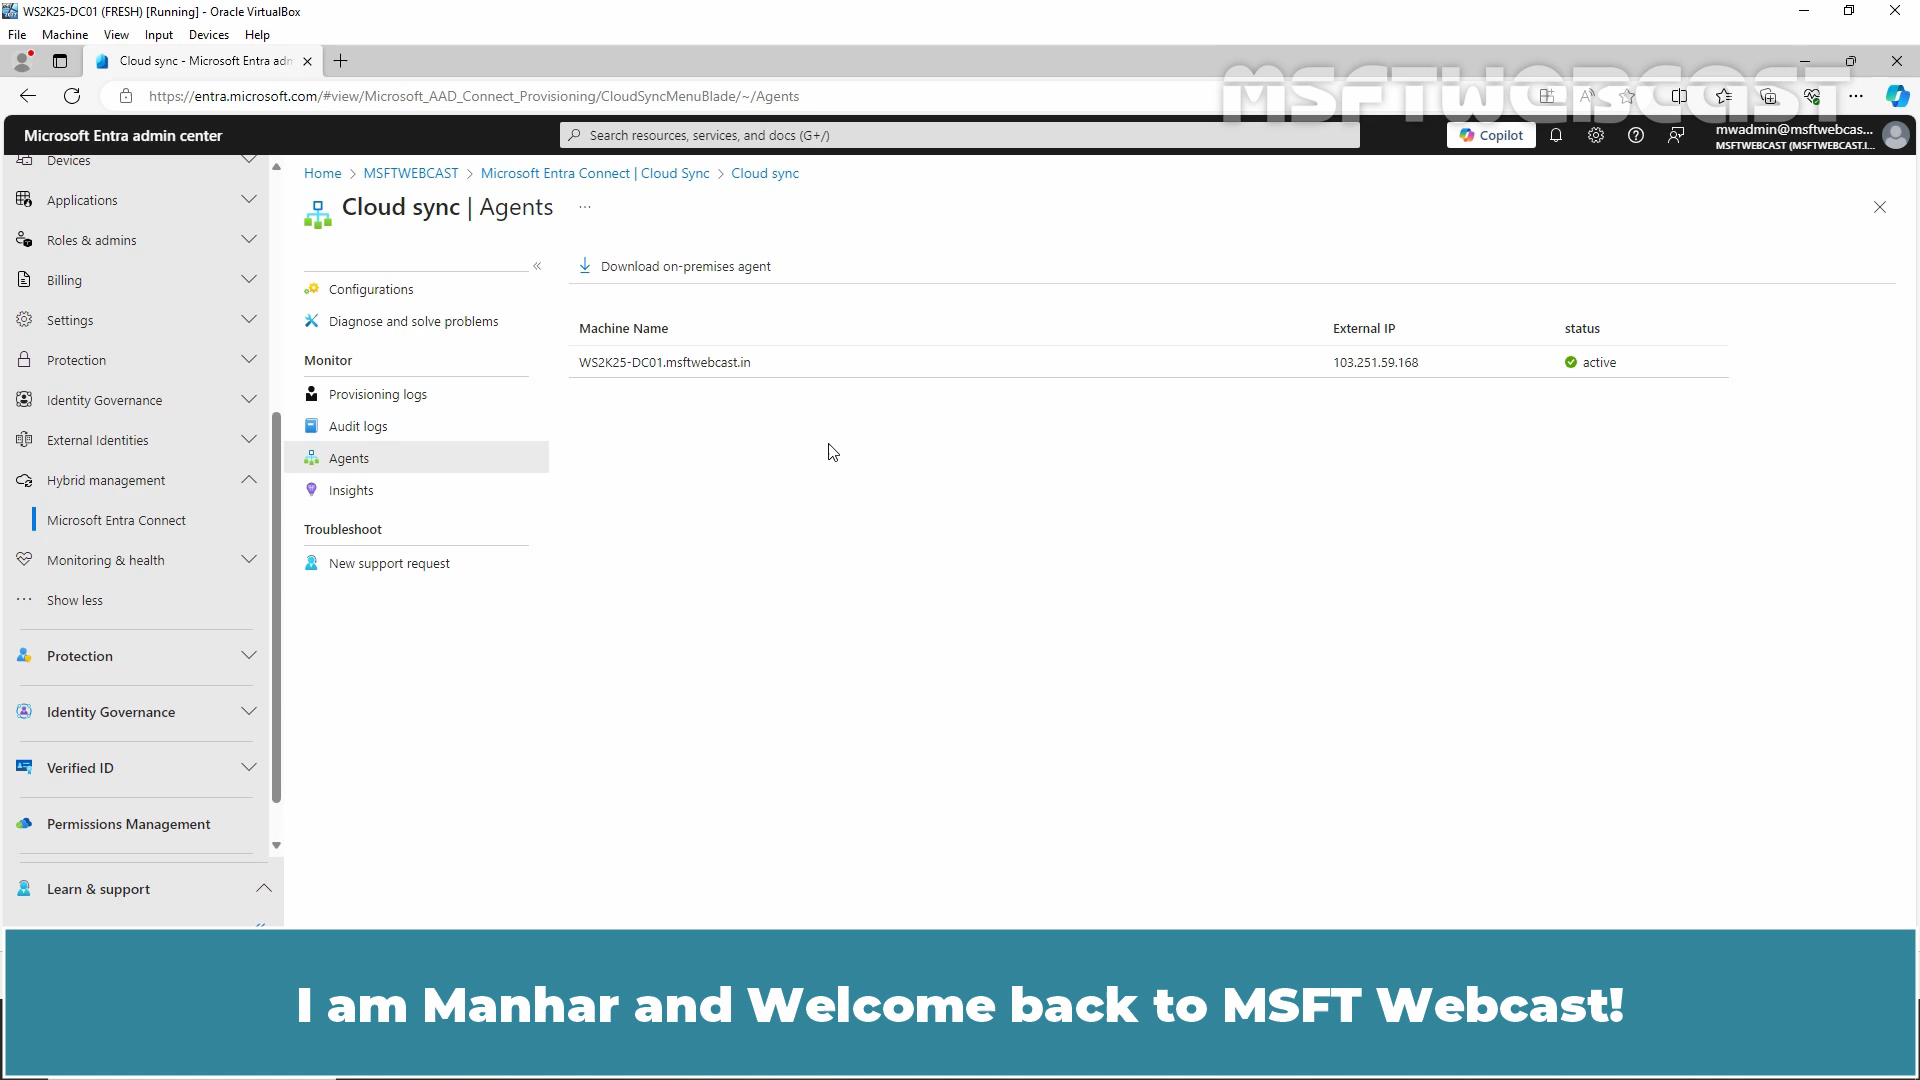 WS2K25-DC01 (FRESH) [Running] - Oracle VirtualBox
File Machine View Input Devices Help
Cloud sync - Microsoft Entra adm
https://entra.microsoft.com/#view/Microsoft_AAD_Connect_Provisioning/CloudSyncMenuBlade/~/Agents
MSFTWEBCAST
Microsoft Entra admin center
Search resources, services, and docs (G+/)
Copilot
mwadmin@msftwebcas...
MSFTWEBCAST (MSFTWEBCAST.I...
Devices
Applications
Roles & admins
Billing
Settings
Protection
Identity Governance
External Identities
Hybrid management
Microsoft Entra Connect
Monitoring & health
Show less
Protection
Identity Governance
Verified ID
Permissions Management
Learn & support
Home > MSFTWEBCAST > Microsoft Entra Connect | Cloud Sync > Cloud sync
Cloud sync | Agents ...
Configurations
Diagnose and solve problems
Monitor
Provisioning logs
Audit logs
Agents
Insights
Troubleshoot
New support request
Download on-premises agent
Machine Name External IP status
WS2K25-DC01.msftwebcast.in 103.251.59.168 active
I am Manhar and Welcome back to MSFT Webcast!